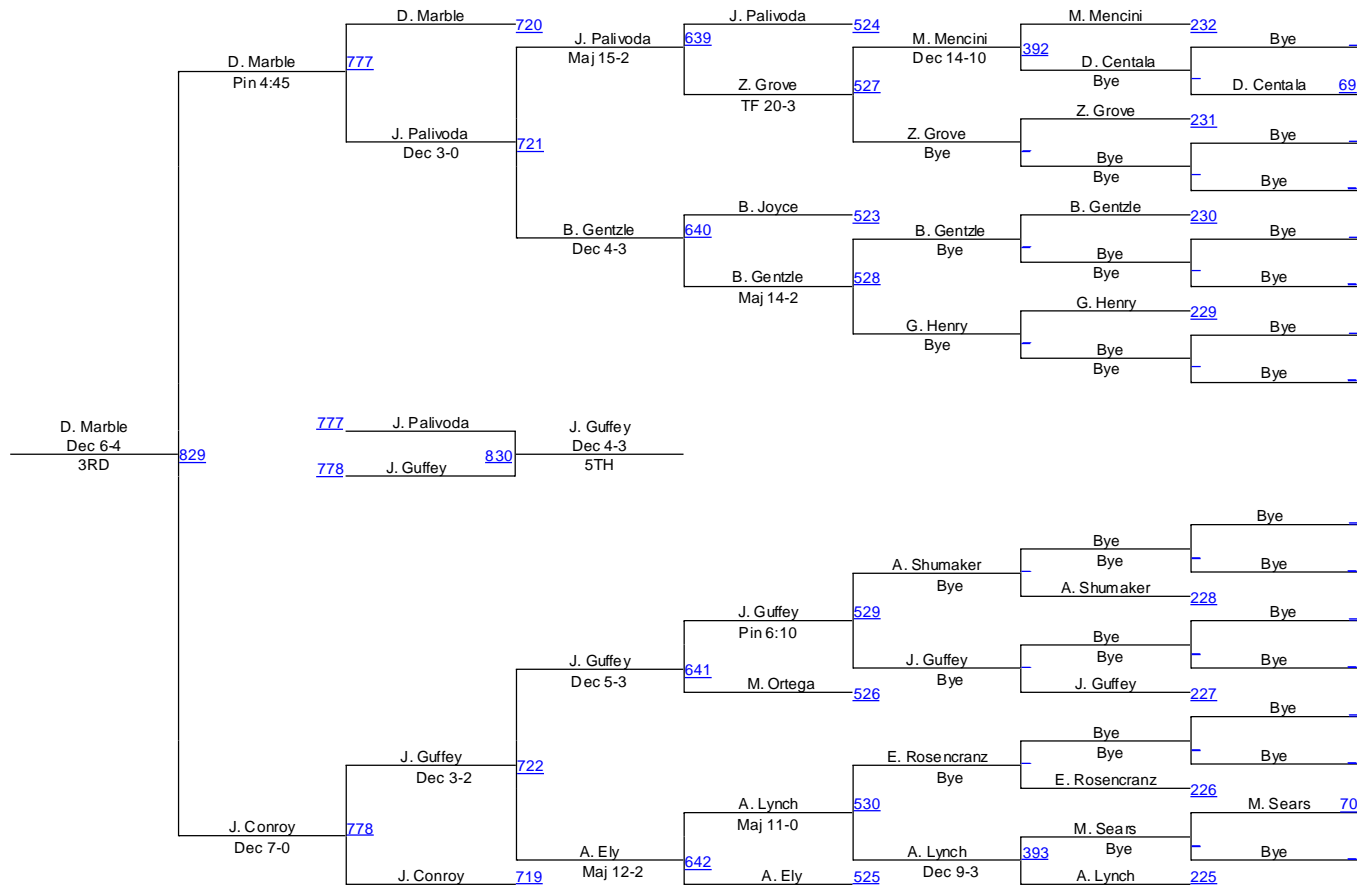 D. Marble
720
J. Palivoda
524
M. Mencini
232
J. Palivoda
639
M. Mencini
Bye
D. Marble
777
Maj 15-2
Dec 14-10
392
D. Centala
Pin 4:45
Z. Grove
527
Bye
D. Centala
69
TF 20-3
Z. Grove
231
J. Palivoda
721
Z. Grove
Bye
Dec 3-0
Bye
Bye
Bye
Bye
B. Joyce
523
B. Gentzle
230
B. Gentzle
640
B. Gentzle
Bye
Dec 4-3
Bye
Bye
B. Gentzle
528
Bye
Bye
Maj 14-2
G. Henry
229
G. Henry
Bye
Bye
Bye
Bye
Bye
D. Marble
777
J. Palivoda
J. Guffey
Dec 6-4
829
830
Dec 4-3
3RD
778
J. Guffey
5TH
Bye
Bye
A. Shumaker
Bye
Bye
Bye
A. Shumaker
228
J. Guffey
529
Bye
Pin 6:10
Bye
J. Guffey
641
J. Guffey
Bye
Bye
Dec 5-3
Bye
M. Ortega
526
J. Guffey
227
Bye
Bye
J. Guffey
722
E. Rosencranz
Bye
Bye
Dec 3-2
Bye
E. Rosencranz
226
A. Lynch
530
M. Sears
70
J. Conroy
778
Maj 11-0
M. Sears
Dec 7-0
A. Ely
642
A. Lynch
393
Bye
Bye
Maj 12-2
Dec 9-3
J. Conroy
719
A. Ely
525
A. Lynch
225